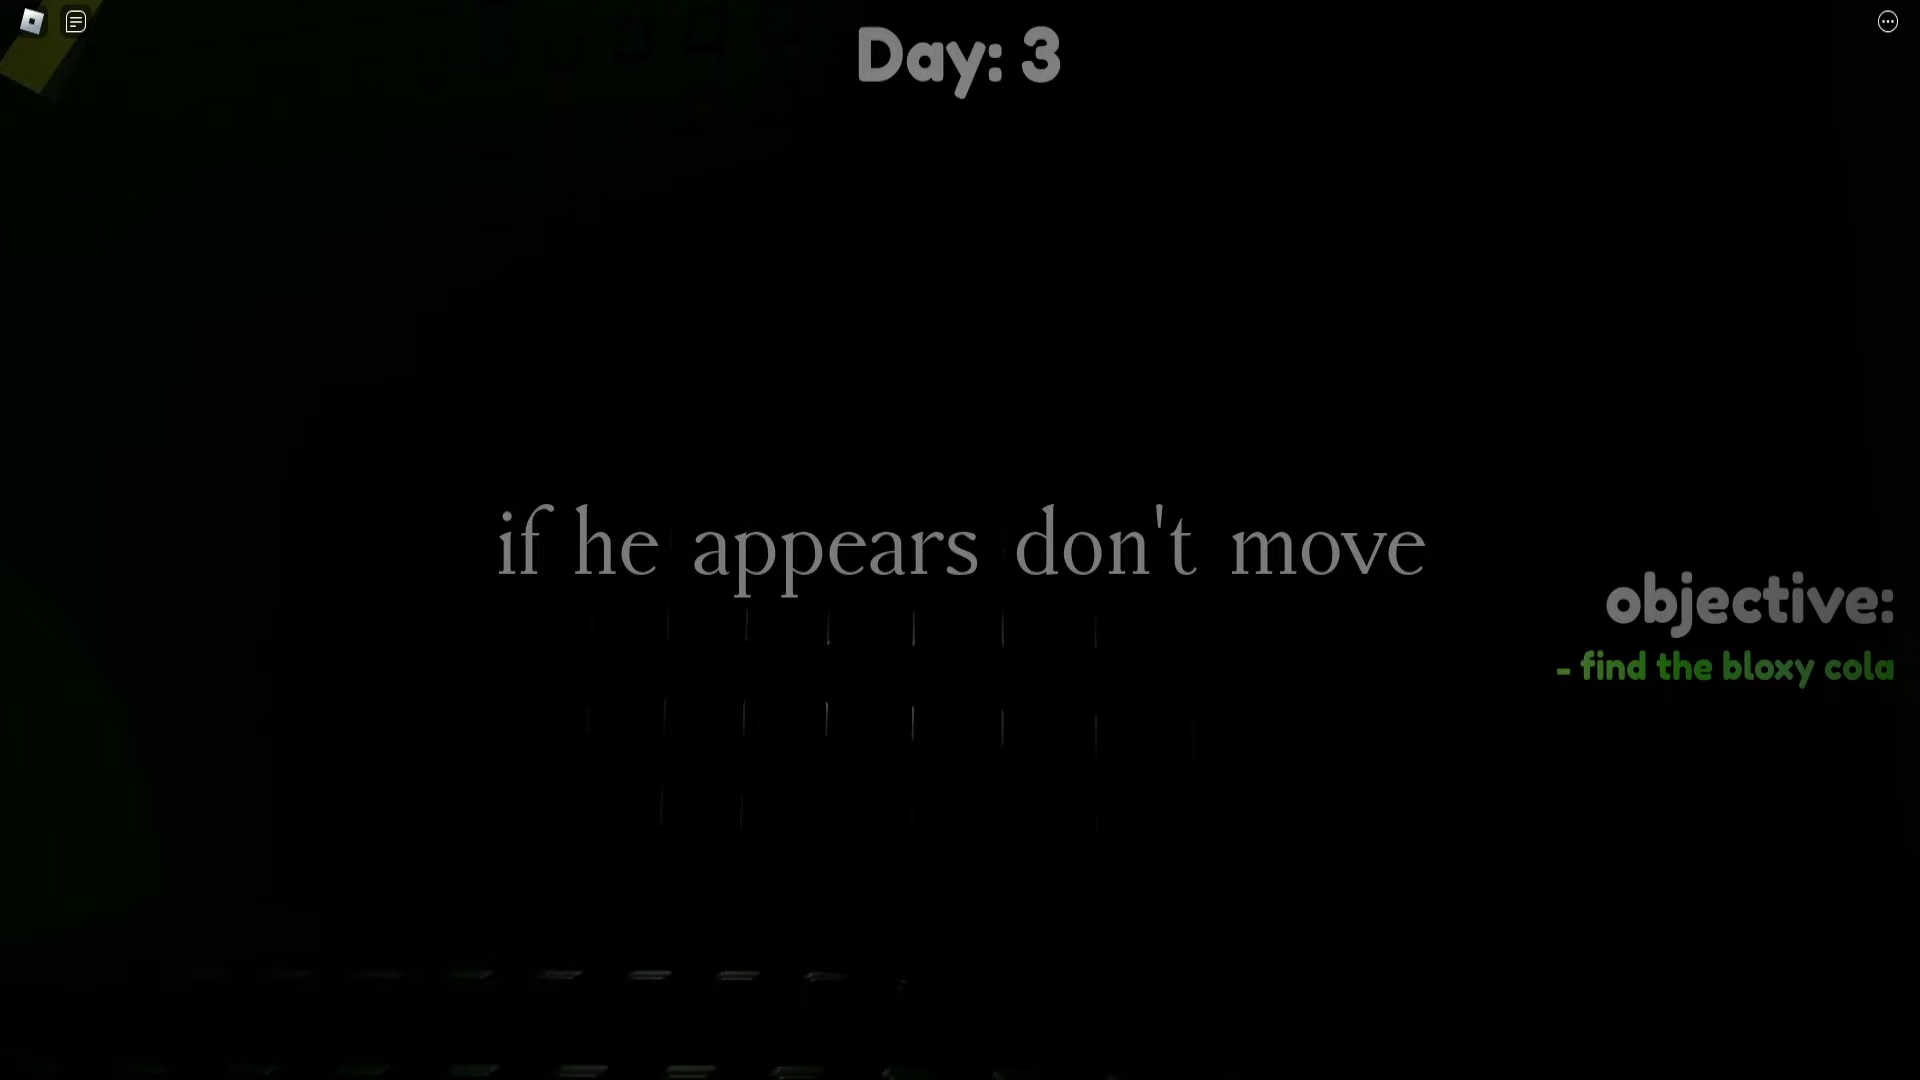 Day: 3
if he appears don't move
objective:
- find the bloxy cola